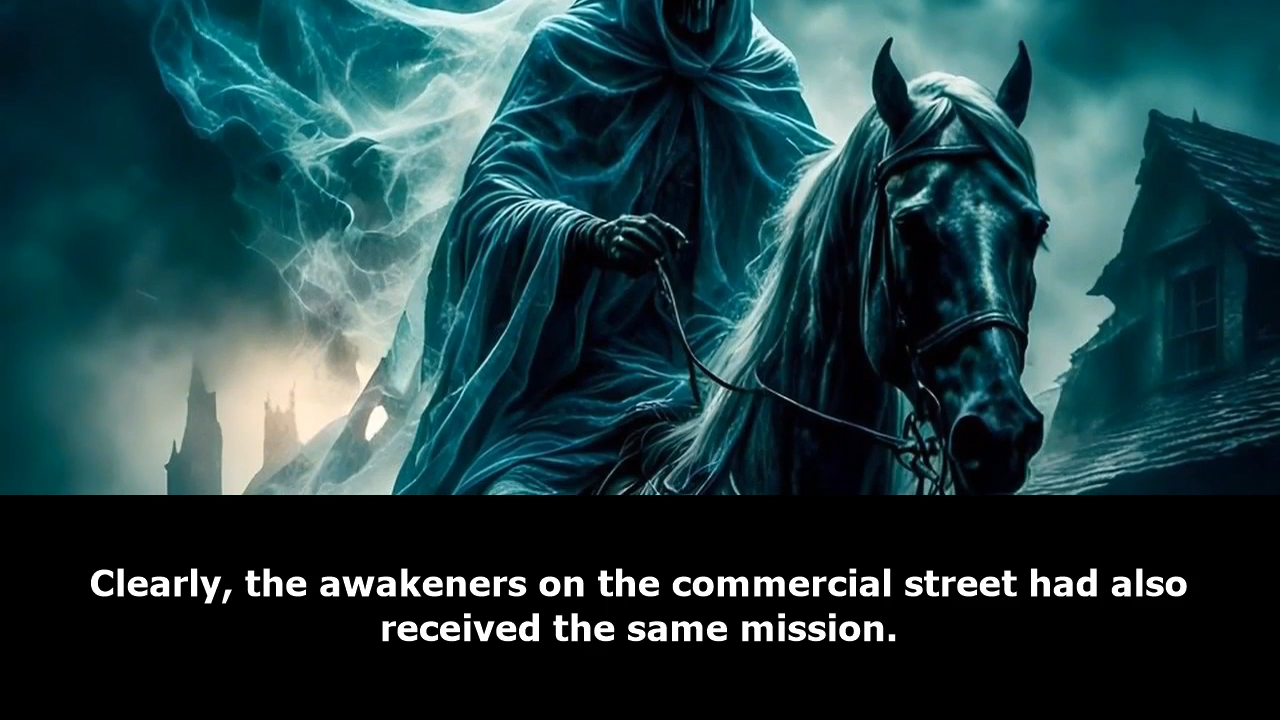 Clearly, the awakeners on the commercial street had also
received the same mission.